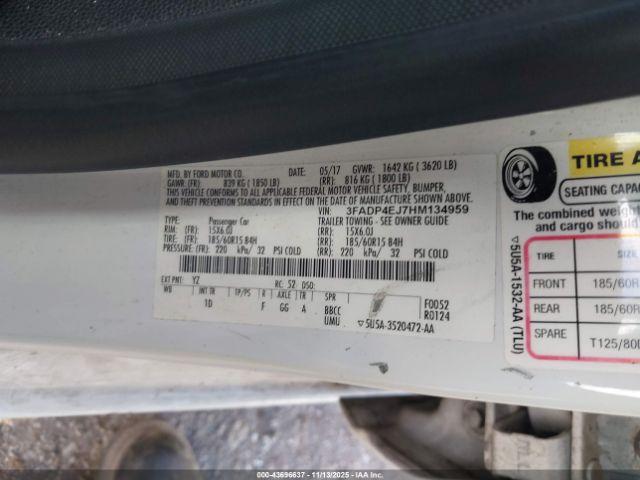 MFD. BY FORD MOTOR CO. DATE: 05/17 GVWR: 1642 KG ( 3620 LB)
GAWR: (FR): 839 KG ( 1850 LB) (RR): 816 KG ( 1800 LB)
THIS VEHICLE CONFORMS TO ALL APPLICABLE FEDERAL MOTOR VEHICLE SAFETY, BUMPER,
AND THEFT PREVENTION STANDARDS IN EFFECT ON THE DATE OF MANUFACTURE SHOWN ABOVE.
VIN: 3FADP4EJ7HM134959
TYPE: Passenger Car TRAILER TOWING - SEE OWNER GUIDE
RIM: (FR) 15X6.0J (RR): 15X6.0J
TIRE: (FR) 185/60R15 84H (RR): 185/60R15 84H
PRESSURE: (FR) 220 kPa/ 32 PSI COLD (RR): 220 kPa/ 32 PSI COLD
EXT PNT: YZ RC: 52 DSO:
WB INT TR TP/PS R AXLE TR SPR
1D F GG A BBCC F0052
UMU R0124
▽5U5A-3520472-AA
TIRE A
SEATING CAPAC
The combined weight
and cargo should
TIRE SIZE
FRONT 185/60R
REAR 185/60R
SPARE T125/80D
▽5U5A-1532-AA (TLU)
000-43696637 - 11/13/2025 - IAAI.CA